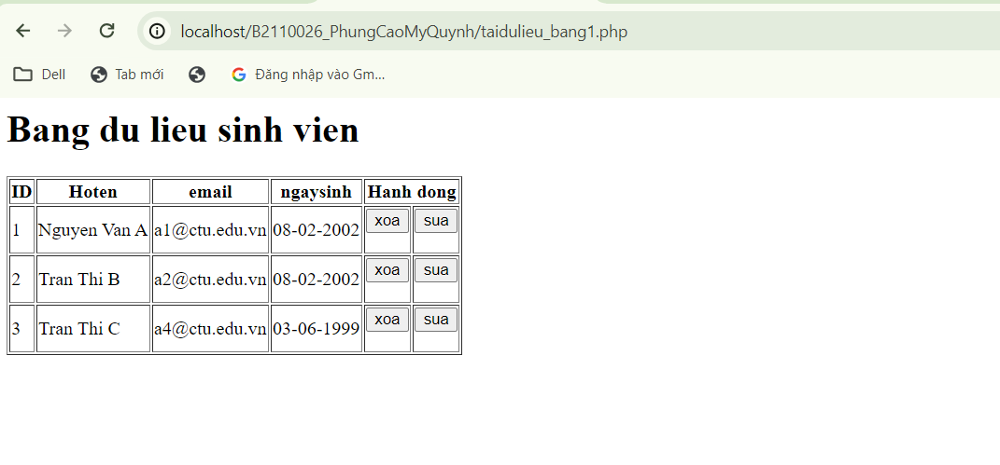 localhost/B2110026_PhungCaoMyQuynh/taidulieu_bang1.php
Dell Tab mới Đăng nhập vào Gm...
Bang du lieu sinh vien
ID Hoten email ngaysinh Hanh dong
1 Nguyen Van A a1@ctu.edu.vn 08-02-2002 xoa sua
2 Tran Thi B a2@ctu.edu.vn 08-02-2002 xoa sua
3 Tran Thi C a4@ctu.edu.vn 03-06-1999 xoa sua